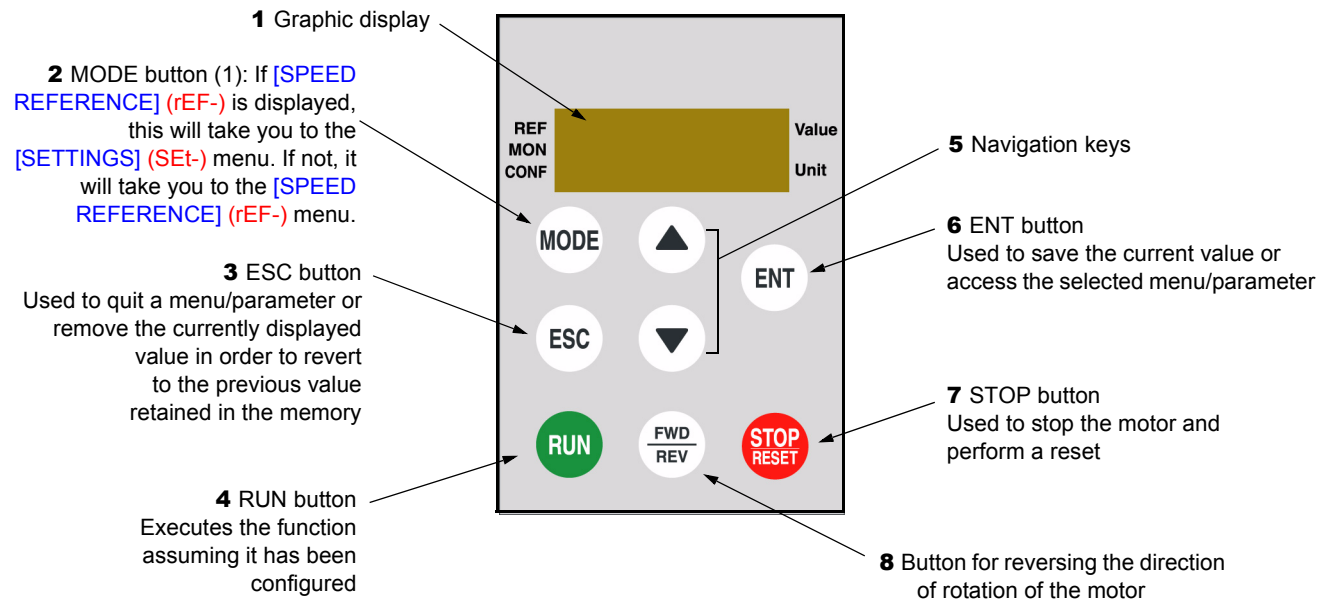 1 Graphic display
2 MODE button (1): If [SPEED
REFERENCE] (rEF-) is displayed,
this will take you to the
[SETTINGS] (SEt-) menu. If not, it
will take you to the [SPEED
REFERENCE] (rEF-) menu.
3 ESC button
Used to quit a menu/parameter or
remove the currently displayed
value in order to revert
to the previous value
retained in the memory
4 RUN button
Executes the function
assuming it has been
configured
REF
MON
CONF
Value
Unit
MODE
ENT
ESC
RUN
FWD
REV
STOP
RESET
5 Navigation keys
6 ENT button
Used to save the current value or
access the selected menu/parameter
7 STOP button
Used to stop the motor and
perform a reset
8 Button for reversing the direction
of rotation of the motor